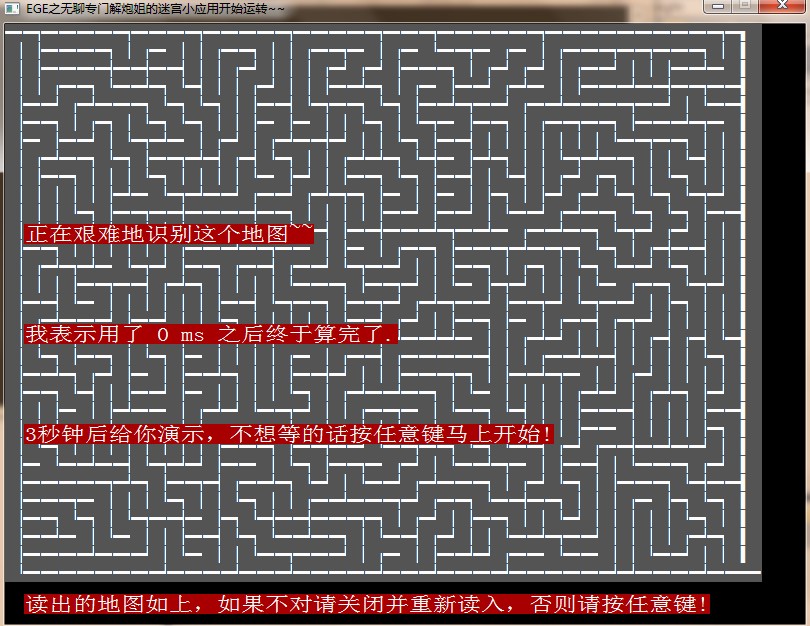 EGE之无聊专门解炮姐的迷宫小应用开始运转~~
正在艰难地识别这个地图~~
我表示用了 0 ms 之后终于算完了.
3秒钟后给你演示，不想等的话按任意键马上开始!
读出的地图如上，如果不对请关闭并重新读入，否则请按任意键!